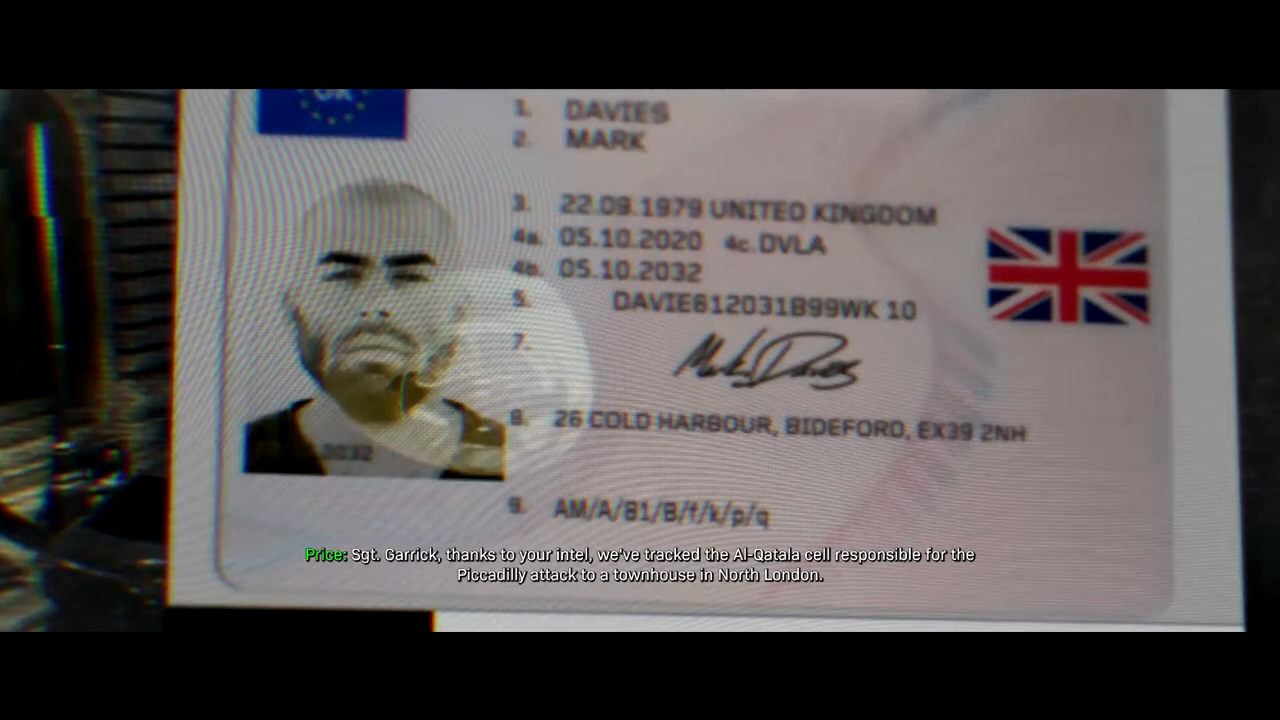 UK
1. DAVIES
2. MARK
3. 22.09.1979 UNITED KINGDOM
4a. 05.10.2020 4c. DVLA
4b. 05.10.2032
5. DAVIE612031B99WK 10
7.
8. 26 COLD HARBOUR, BIDEFORD, EX39 2NH
2032
9. AM/A/B1/B/f/k/p/q
Price: Sgt. Garrick, thanks to your intel, we've tracked the Al-Qatala cell responsible for the
Piccadilly attack to a townhouse in North London.